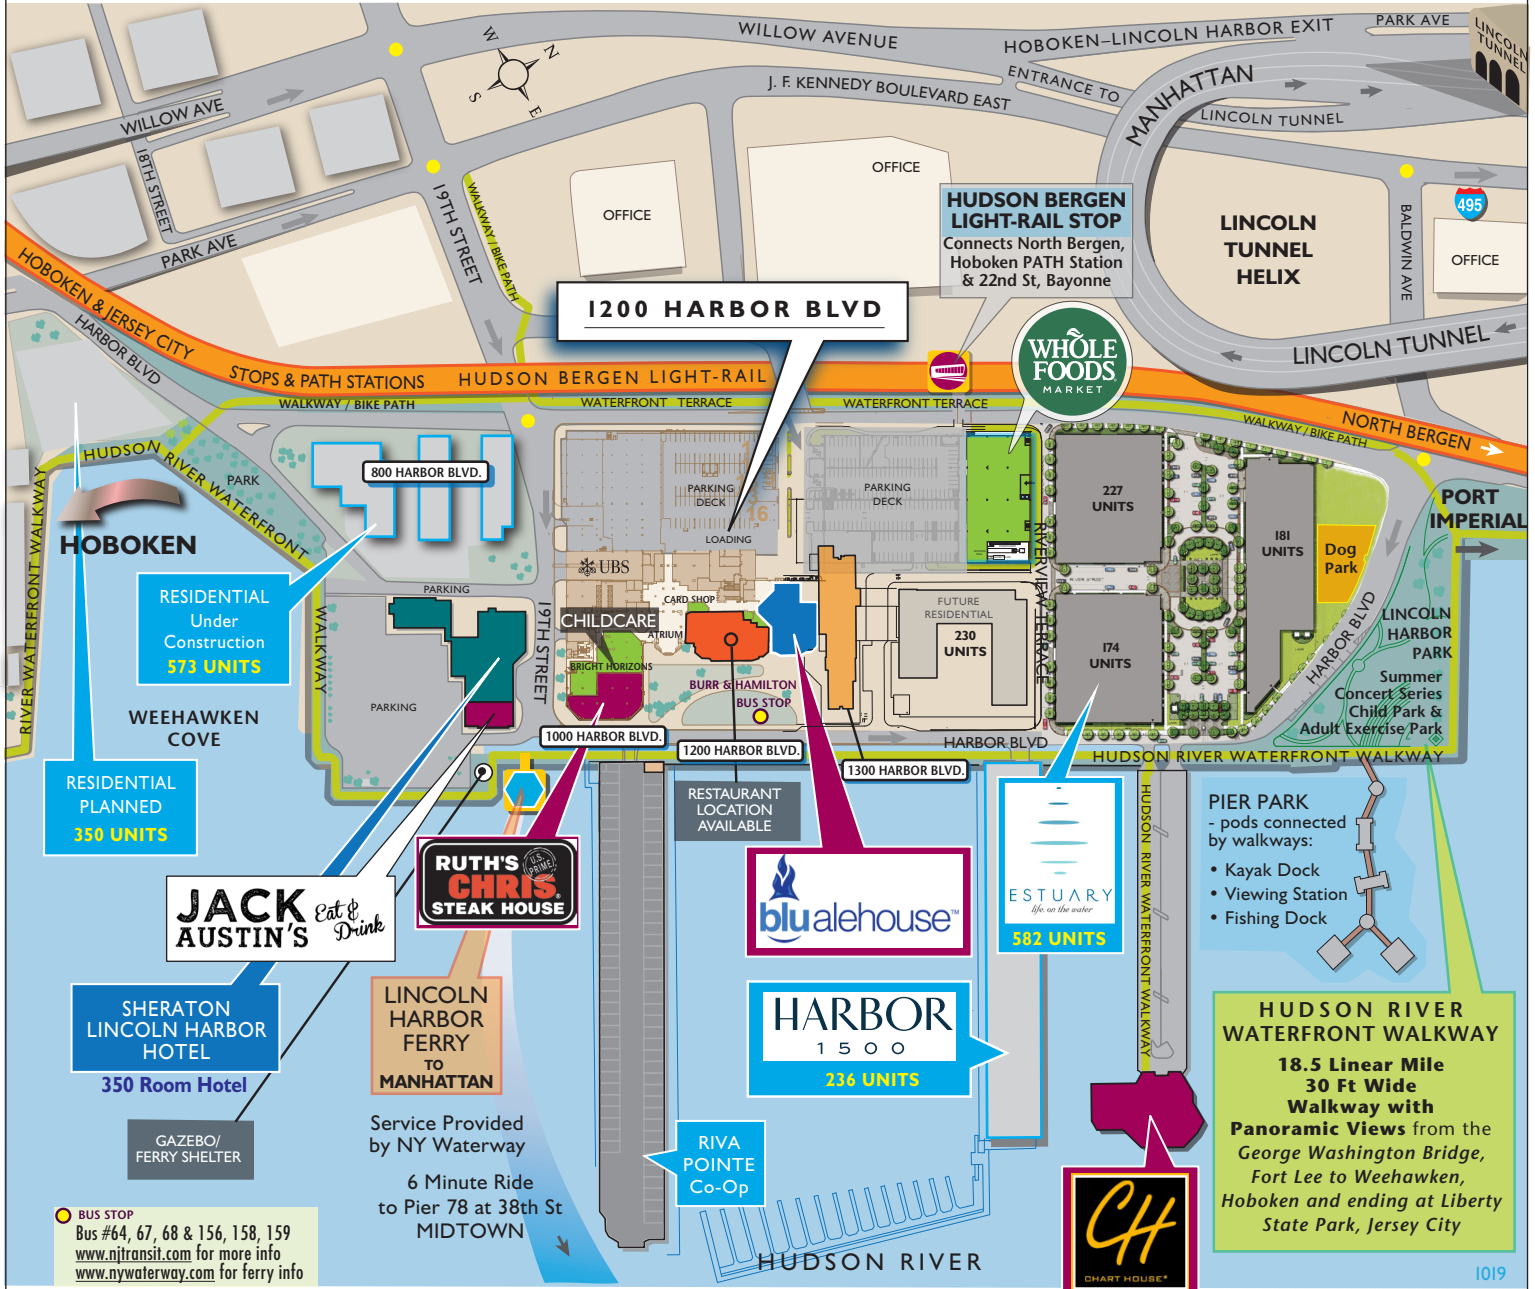 WILLOW AVENUE
HOBOKEN–LINCOLN HARBOR EXIT
PARK AVE
LINCOLN
TUNNEL
J. F. KENNEDY BOULEVARD EAST
ENTRANCE TO
LINCOLN TUNNEL
MANHATTAN
W
N
S
E
WILLOW AVE
18TH STREET
PARK AVE
19TH STREET
WALKWAY / BIKE PATH
OFFICE
OFFICE
HUDSON BERGEN
LIGHT-RAIL STOP
Connects North Bergen,
Hoboken PATH Station
& 22nd St, Bayonne
LINCOLN
TUNNEL
HELIX
BALDWIN AVE
495
OFFICE
LINCOLN TUNNEL
HOBOKEN & JERSEY CITY
HARBOR BLVD
STOPS & PATH STATIONS
HUDSON BERGEN LIGHT-RAIL
1200 HARBOR BLVD
WHOLE
FOODS
MARKET
WALKWAY / BIKE PATH
WATERFRONT TERRACE
WATERFRONT TERRACE
WALKWAY / BIKE PATH
NORTH BERGEN
HUDSON RIVER WATERFRONT
WALKWAY
RIVER WATERFRONT WALKWAY
PARK
800 HARBOR BLVD.
PARKING
DECK
16
LOADING
PARKING
DECK
227
UNITS
181
UNITS
Dog
Park
PORT
IMPERIAL
HOBOKEN
RESIDENTIAL
Under
Construction
573 UNITS
PARKING
PARKING
19TH STREET
UBS
CHILDCARE
CARD SHOP
ATRIUM
BRIGHT HORIZONS
BURR & HAMILTON
BUS STOP
FUTURE
RESIDENTIAL
230
UNITS
RIVERVIEW TERRACE
RIVER STREET
174
UNITS
HARBOR BLVD
LINCOLN
HARBOR
PARK
Summer
Concert Series
Child Park &
Adult Exercise Park
WEEHAWKEN
COVE
1000 HARBOR BLVD.
1200 HARBOR BLVD.
1300 HARBOR BLVD.
HARBOR BLVD
HUDSON RIVER WATERFRONT WALKWAY
RESIDENTIAL
PLANNED
350 UNITS
RESTAURANT
LOCATION
AVAILABLE
ESTUARY
life. on the water
582 UNITS
HUDSON RIVER WATERFRONT WALKWAY
PIER PARK
- pods connected
by walkways:
• Kayak Dock
• Viewing Station
• Fishing Dock
JACK
AUSTIN'S
Eat &
Drink
RUTH'S
U.S.
PRIME
CHRIS®
STEAK HOUSE
blualehouse™
SHERATON
LINCOLN HARBOR
HOTEL
350 Room Hotel
LINCOLN
HARBOR
FERRY
TO
MANHATTAN
HARBOR
1500
236 UNITS
HUDSON RIVER
WATERFRONT WALKWAY
18.5 Linear Mile
30 Ft Wide
Walkway with
Panoramic Views from the
George Washington Bridge,
Fort Lee to Weehawken,
Hoboken and ending at Liberty
State Park, Jersey City
GAZEBO/
FERRY SHELTER
Service Provided
by NY Waterway
6 Minute Ride
to Pier 78 at 38th St
MIDTOWN
RIVA
POINTE
Co-Op
CH
CHART HOUSE®
BUS STOP
Bus #64, 67, 68 & 156, 158, 159
www.njtransit.com for more info
www.nywaterway.com for ferry info
HUDSON RIVER
1019